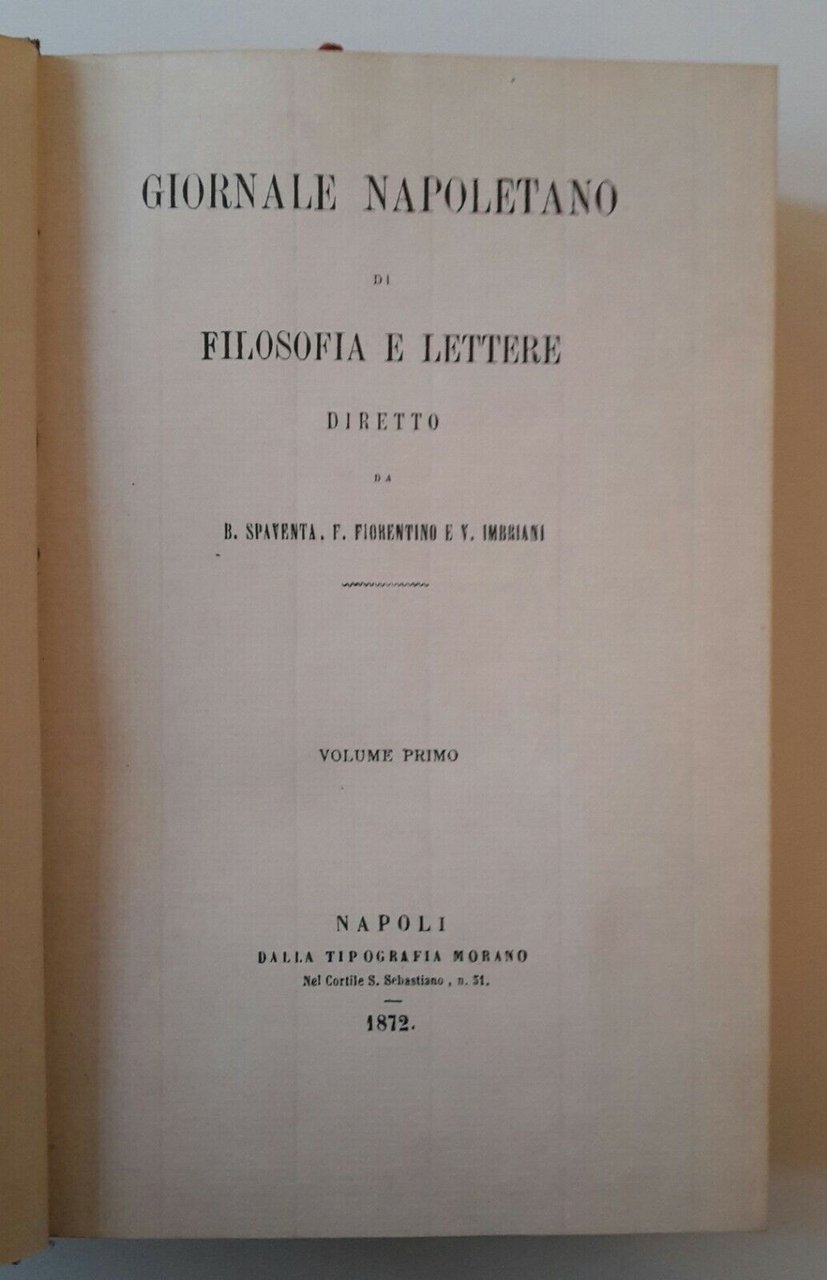 GIORNALE NAPOLETANO
DI
FILOSOFIA E LETTERE
DIRETTO
DA
B. SPAVENTA, F. FIORENTINO E V. IMBRIANI
VOLUME PRIMO
NAPOLI
DALLA TIPOGRAFIA MORANO
Nel Cortile S. Sebastiano, n. 51.
1872.